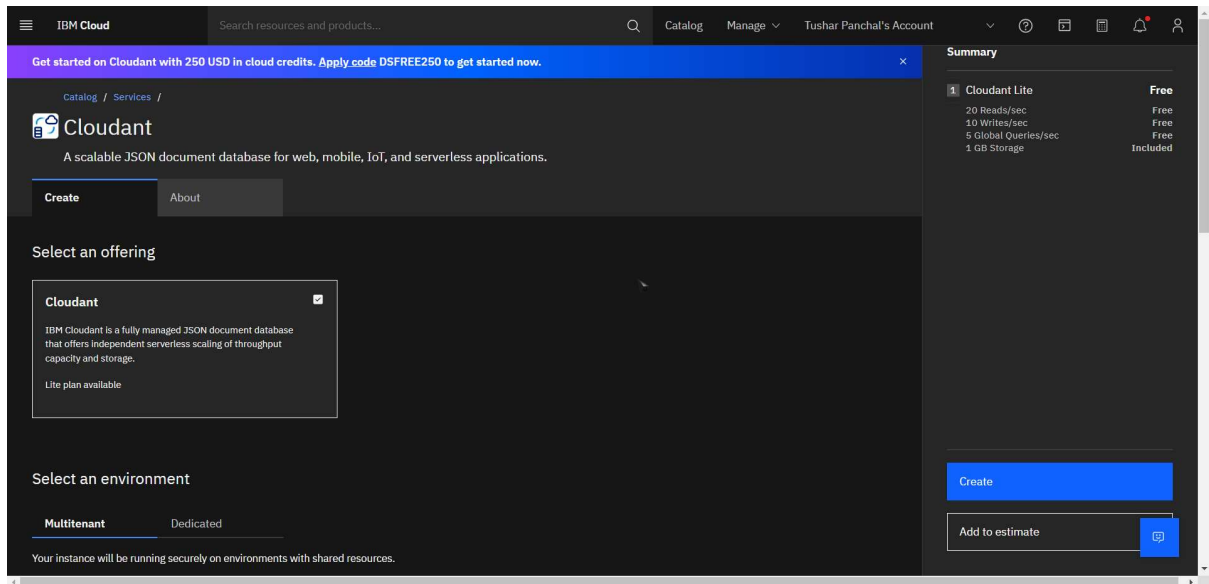 IBM Cloud
Search resources and products...
Catalog
Manage
Tushar Panchal's Account
Get started on Cloudant with 250 USD in cloud credits. Apply code DSFREE250 to get started now.
Catalog / Services /
Cloudant
A scalable JSON document database for web, mobile, IoT, and serverless applications.
Create
About
Select an offering
Cloudant
IBM Cloudant is a fully managed JSON document database
that offers independent serverless scaling of throughput
capacity and storage.
Lite plan available
Select an environment
Multitenant
Dedicated
Your instance will be running securely on environments with shared resources.
Summary
1 Cloudant Lite Free
20 Reads/sec Free
10 Writes/sec Free
5 Global Queries/sec Free
1 GB Storage Included
Create
Add to estimate